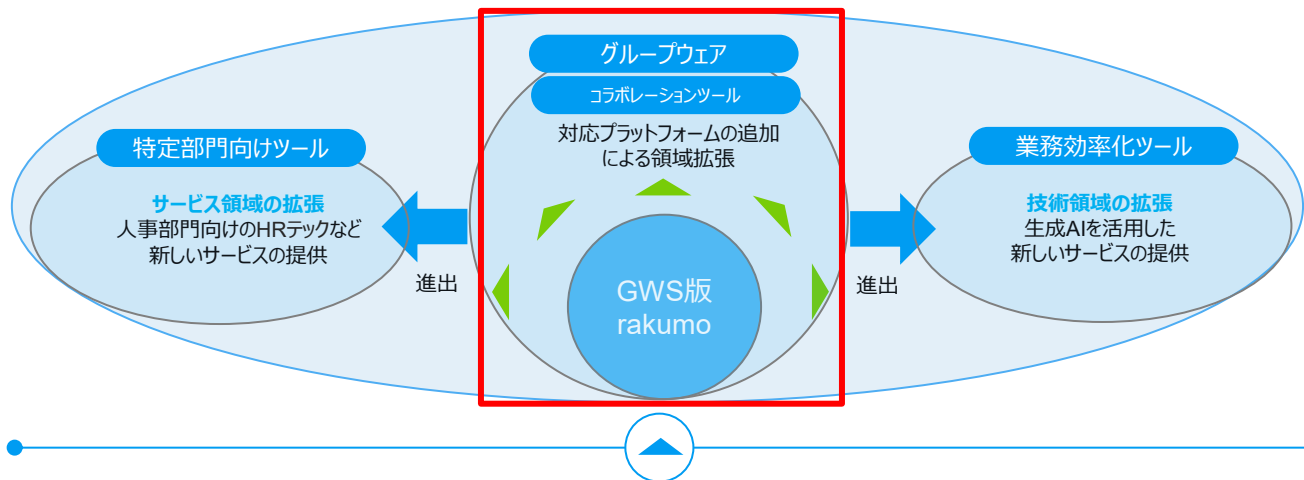 グループウェア
コラボレーションツール
対応プラットフォームの追加
による領域拡張
特定部門向けツール
サービス領域の拡張
人事部門向けのHRテックなど
新しいサービスの提供
進出
GWS版
rakumo
進出
業務効率化ツール
技術領域の拡張
生成AIを活用した
新しいサービスの提供